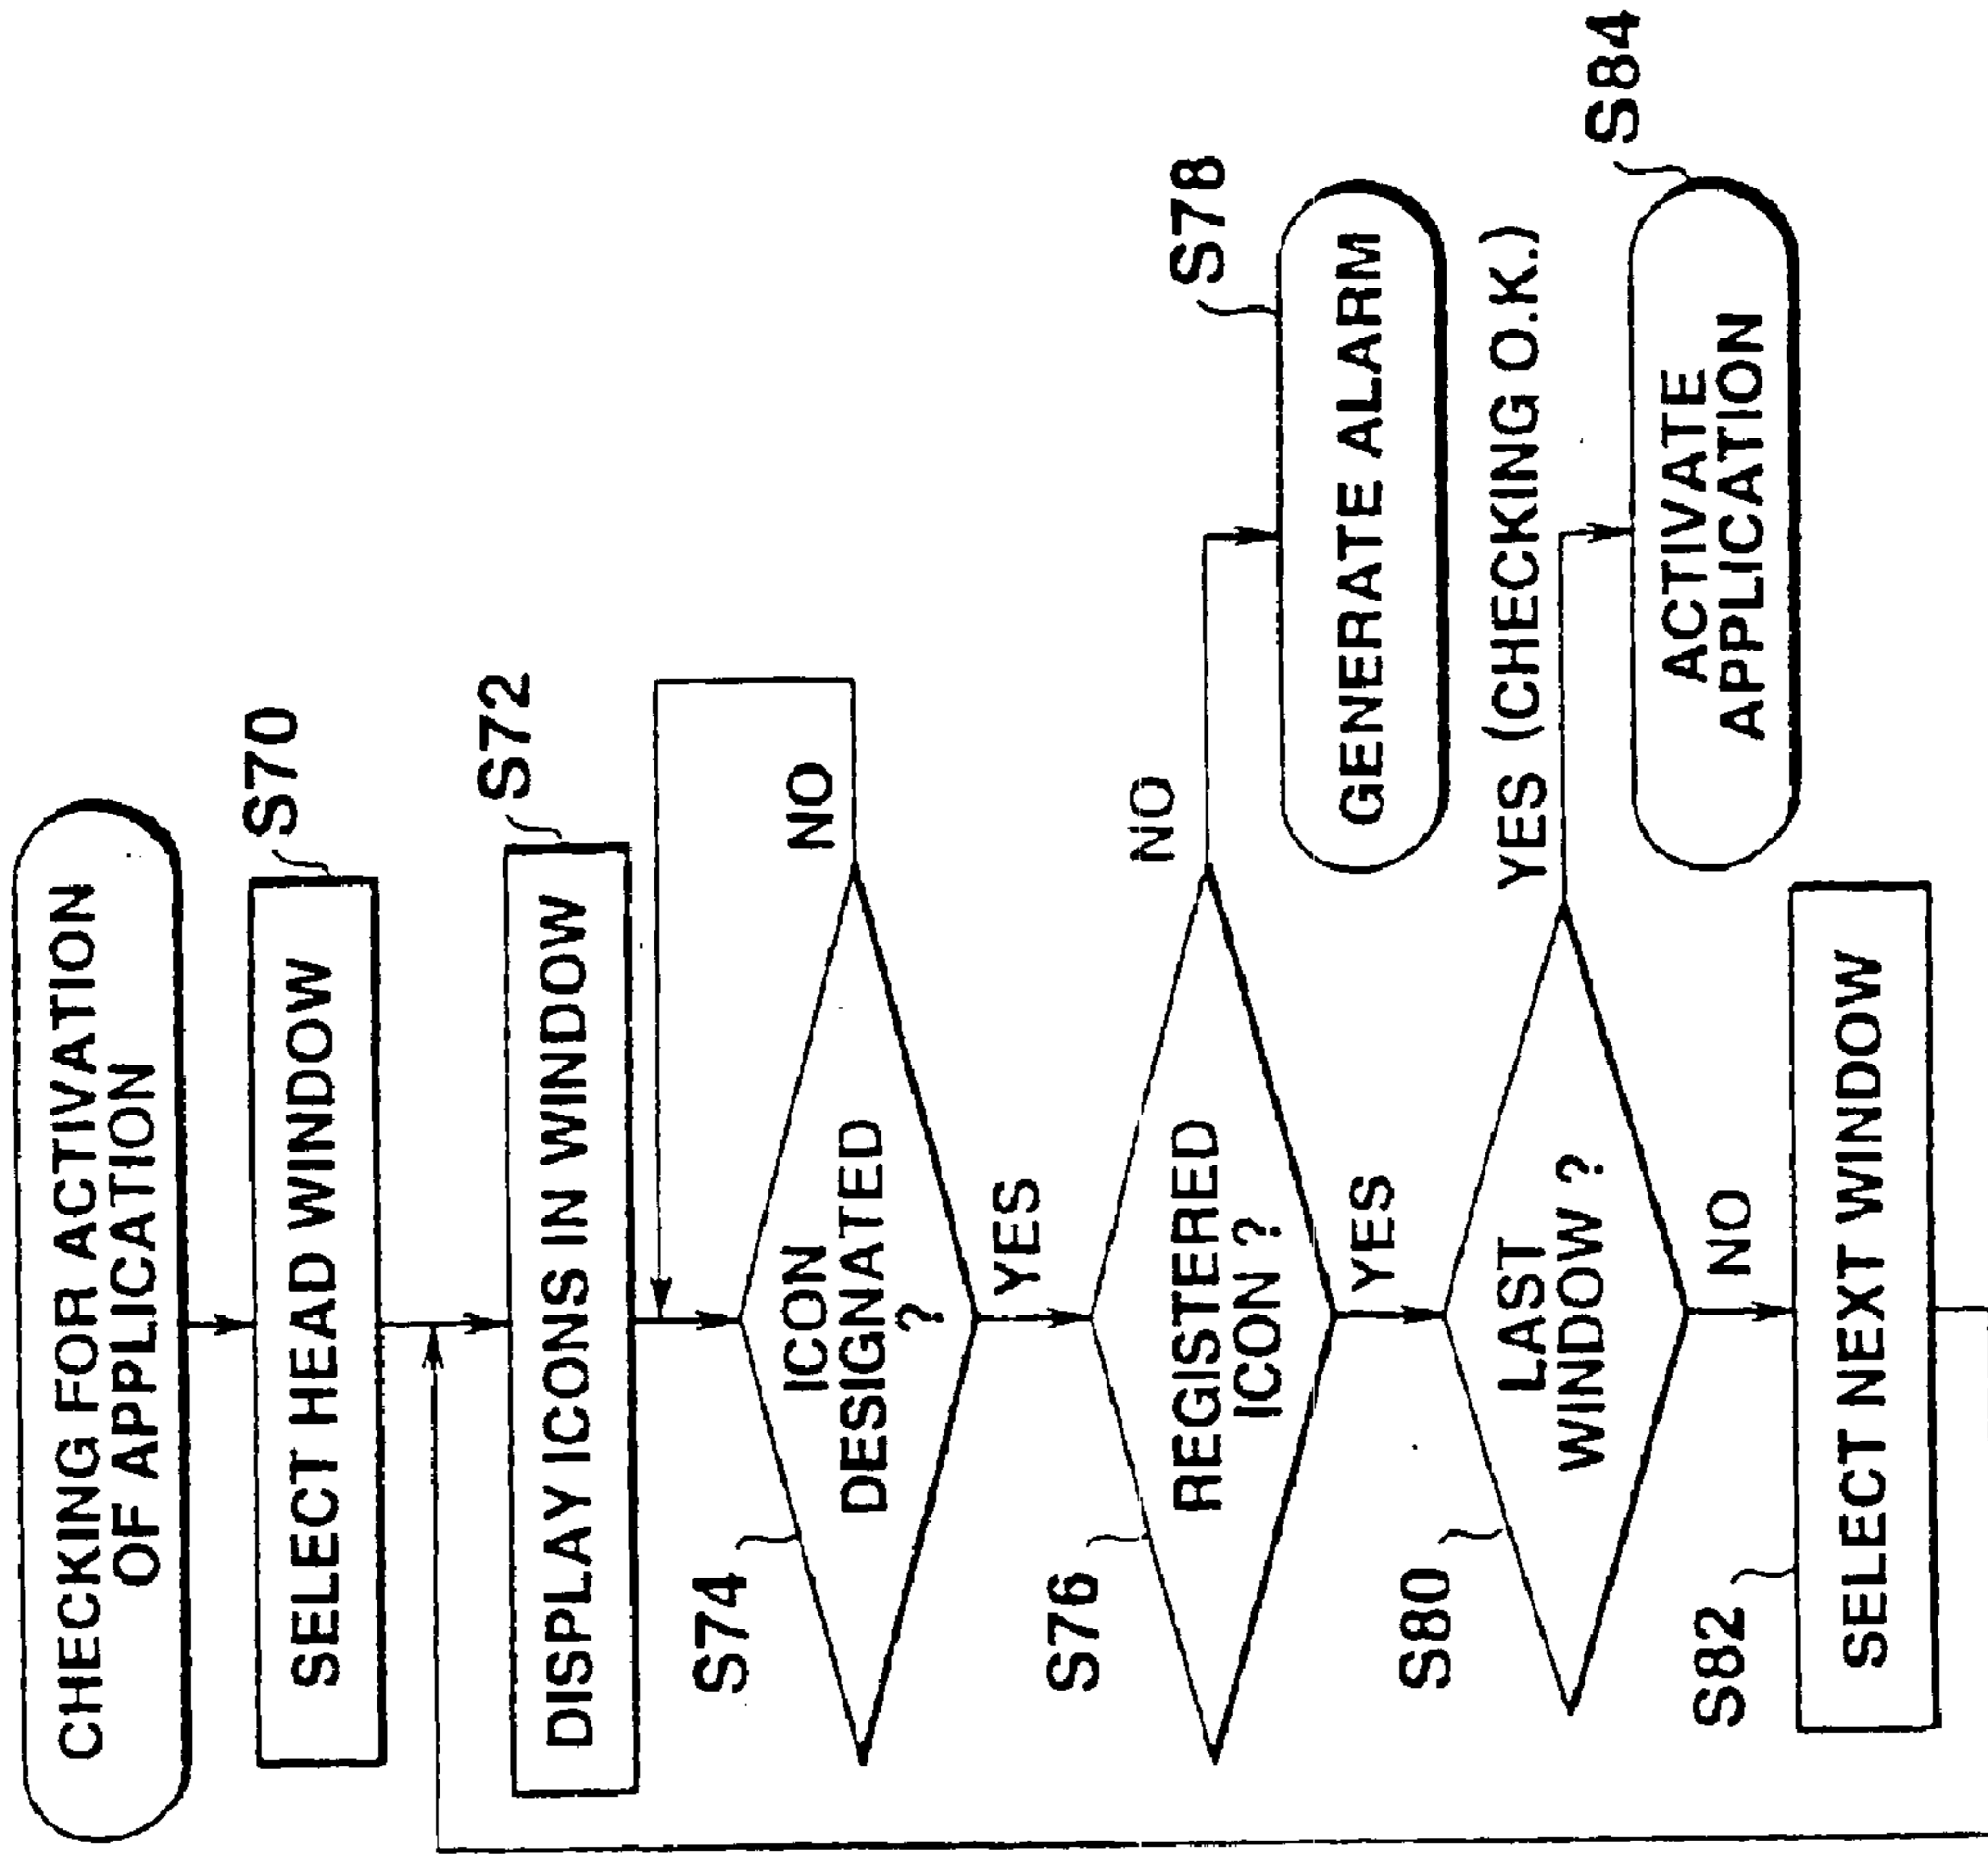 CHECKING FOR ACTIVATION
OF APPLICATION
S70
SELECT HEAD WINDOW
S72
DISPLAY ICONS IN WINDOW
S74
ICON
DESIGNATED
?
NO
YES
S76
REGISTERED
ICON ?
NO
S78
GENERATE ALARM
YES
S80
LAST
WINDOW ?
YES (CHECKING O.K.)
S84
ACTIVATE
APPLICATION
NO
S82
SELECT NEXT WINDOW